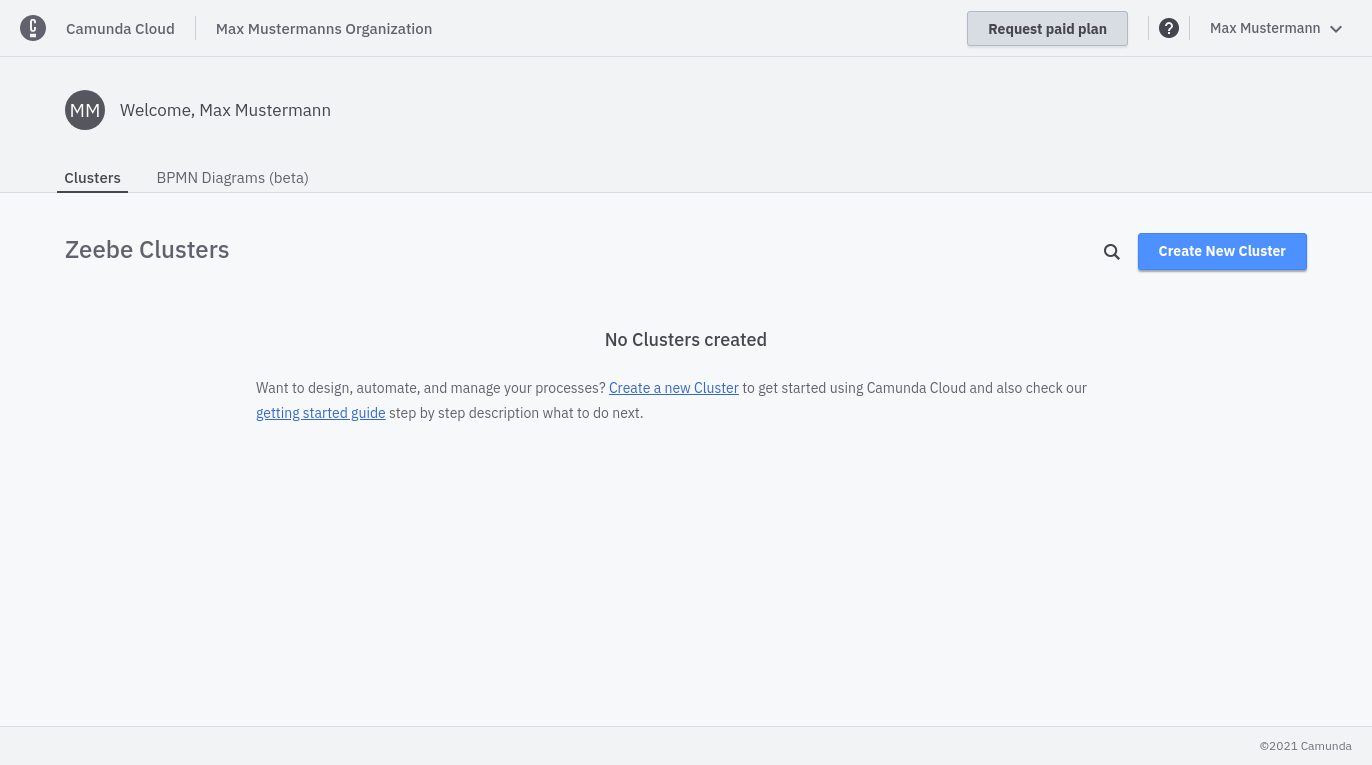 Camunda Cloud
Max Mustermanns Organization
Request paid plan
?
Max Mustermann
MM
Welcome, Max Mustermann
Clusters
BPMN Diagrams (beta)
Zeebe Clusters
Create New Cluster
No Clusters created
Want to design, automate, and manage your processes? Create a new Cluster to get started using Camunda Cloud and also check our
getting started guide step by step description what to do next.
©2021 Camunda